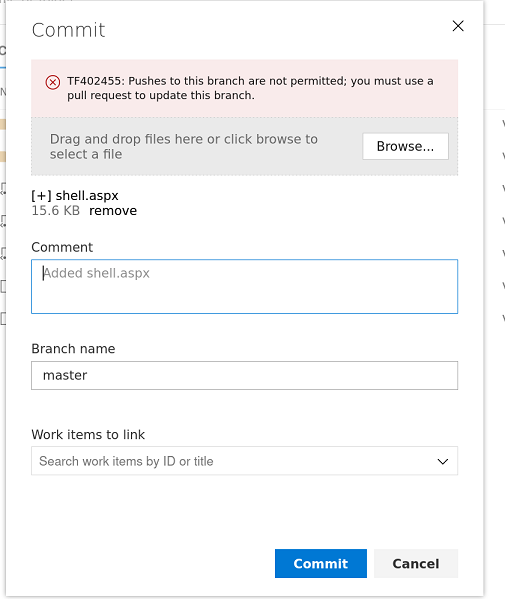 Commit
TF402455: Pushes to this branch are not permitted; you must use a
pull request to update this branch.
Drag and drop files here or click browse to
select a file
Browse...
[+] shell.aspx
15.6 KB remove
Comment
Added shell.aspx
Branch name
master
Work items to link
Search work items by ID or title
Commit
Cancel